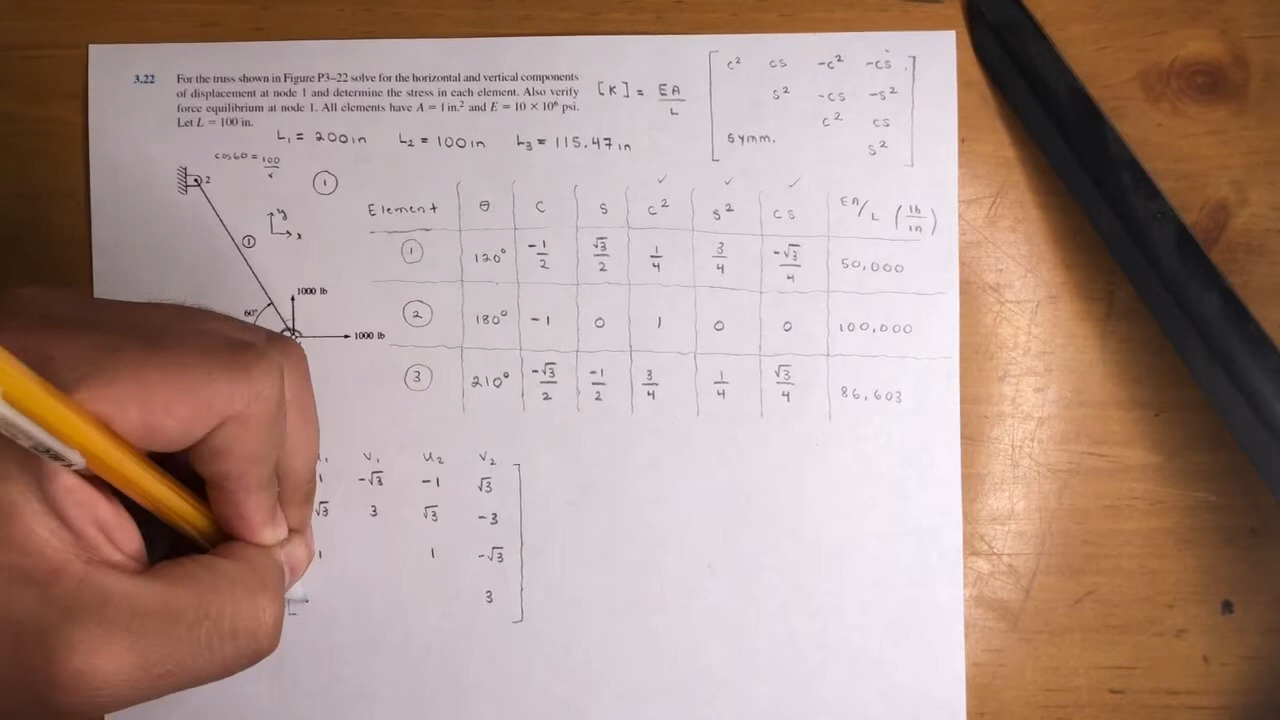 3.22 For the truss shown in Figure P3–22 solve for the horizontal and vertical components
of displacement at node 1 and determine the stress in each element. Also verify
force equilibrium at node 1. All elements have A = 1 in.² and E = 10 × 10⁶ psi.
Let L = 100 in.
[K] = EA/L
c² cs -c² -cs
s² -cs -s²
c² cs
symm. s²
L₁ = 200in L₂ = 100in L₃ = 115.47in
cos60 = 100/x
2
①
y
x
①
1000 lb
60°
1000 lb
Element θ C S c² s² cs EA/L (lb/in)
① 120° -1/2 √3/2 1/4 3/4 -√3/4 50,000
② 180° -1 0 1 0 0 100,000
③ 210° -√3/2 -1/2 3/4 1/4 √3/4 86,603
v₁ u₂ v₂
1 -√3 -1 √3
√3 3 √3 -3
1 1 -√3
3